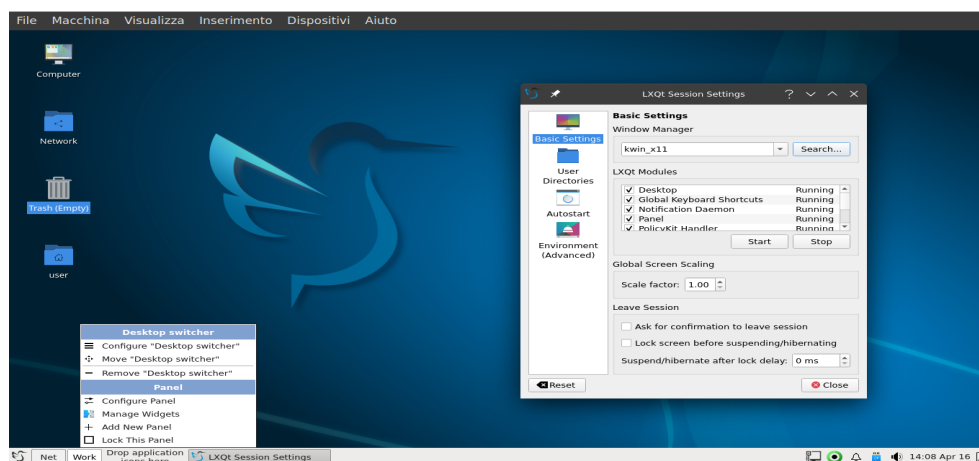 File Macchina Visualizza Inserimento Dispositivi Aiuto
Computer
Network
Trash (Empty)
user
LXQt Session Settings
Basic Settings
User
Directories
Autostart
Environment
(Advanced)
Basic Settings
Window Manager
kwin_x11 Search...
LXQt Modules
Desktop Running
Global Keyboard Shortcuts Running
Notification Daemon Running
Panel Running
PolicyKit Handler Running
Start Stop
Global Screen Scaling
Scale factor: 1.00
Leave Session
Ask for confirmation to leave session
Lock screen before suspending/hibernating
Suspend/hibernate after lock delay: 0 ms
Reset Close
Desktop switcher
Configure "Desktop switcher"
Move "Desktop switcher"
Remove "Desktop switcher"
Panel
Configure Panel
Manage Widgets
Add New Panel
Lock This Panel
Net Work
Drop application
icons here
LXQt Session Settings
14:08 Apr 16